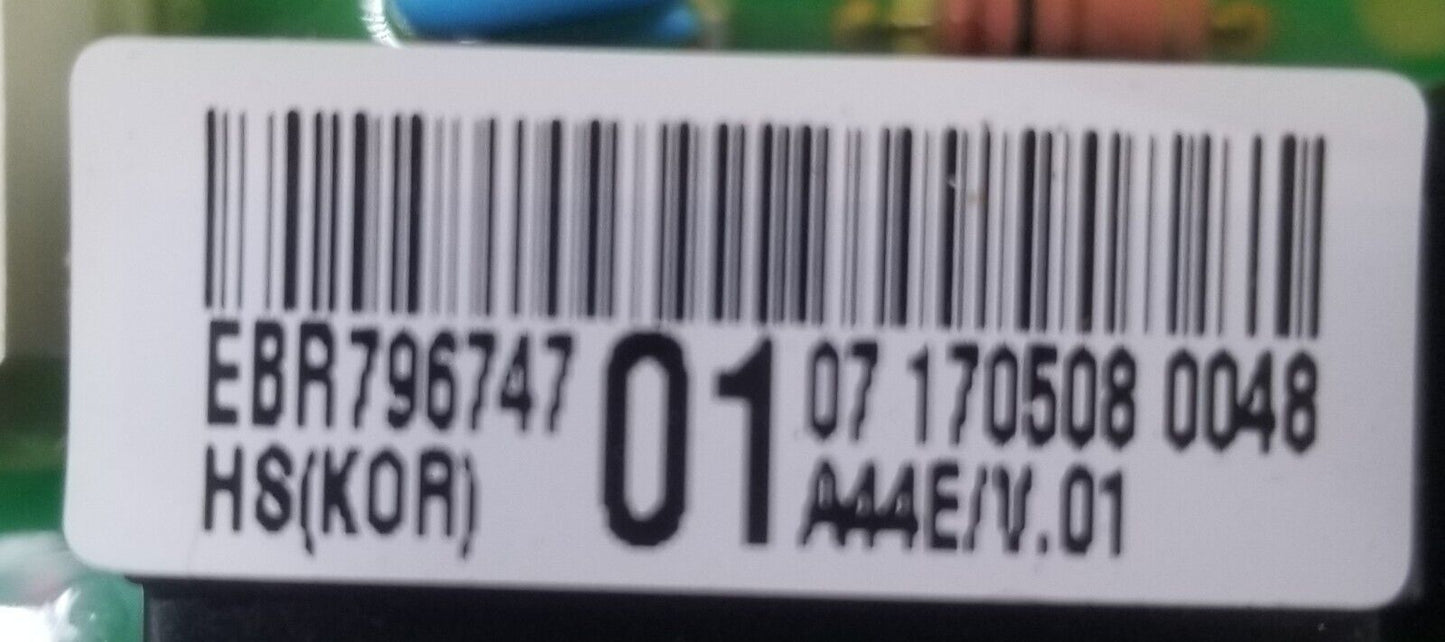 EBR796747 01 07 170508 0048
HS(KOR) A44E/V.01